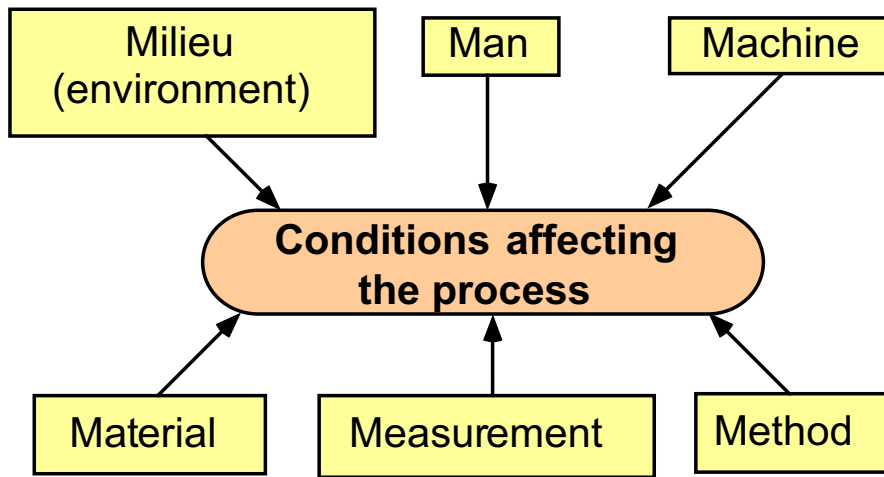 Milieu
(environment)
Man
Machine
Conditions affecting
the process
Material
Measurement
Method